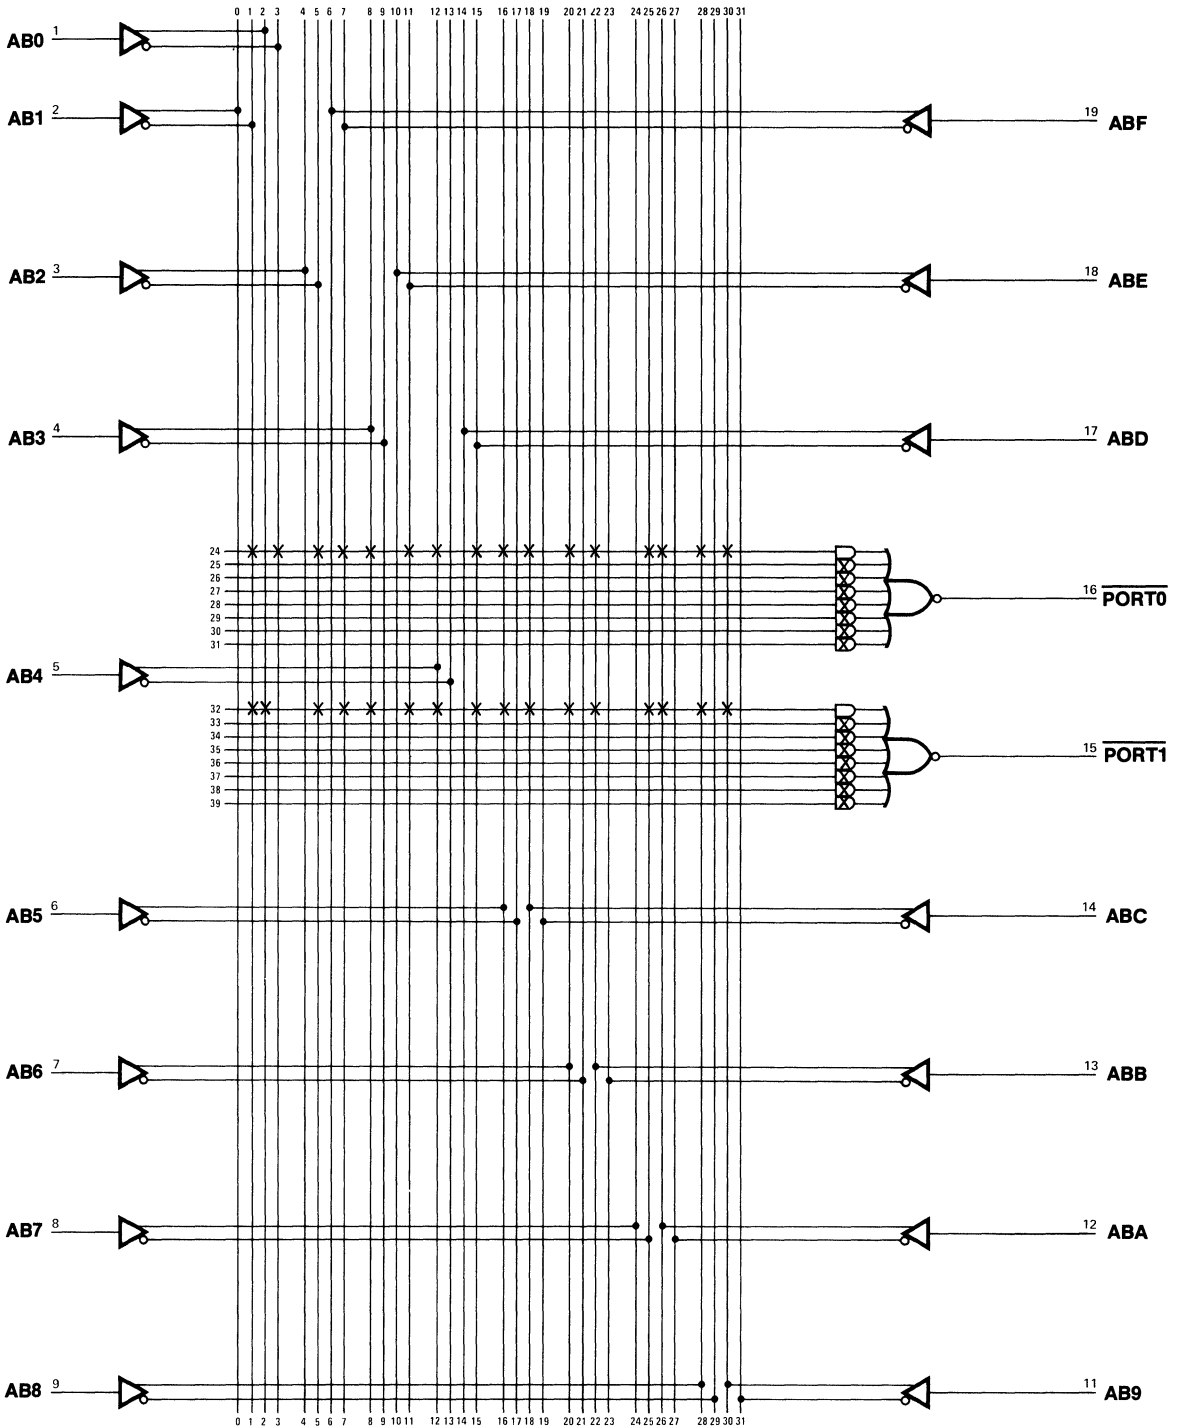 0 1 2 3 4 5 6 7 8 9 10 11 12 13 14 15 16 17 18 19 20 21 22 23 24 25 26 27 28 29 30 31
AB0 1
AB1 2
19 ABF
AB2 3
18 ABE
AB3 4
17 ABD
24
25
26
27
28
29
30
31
16 PORT0
AB4 5
32
33
34
35
36
37
38
39
15 PORT1
AB5 6
14 ABC
AB6 7
13 ABB
AB7 8
12 ABA
AB8 9
11 AB9
0 1 2 3 4 5 6 7 8 9 10 11 12 13 14 15 16 17 18 19 20 21 22 23 24 25 26 27 28 29 30 31